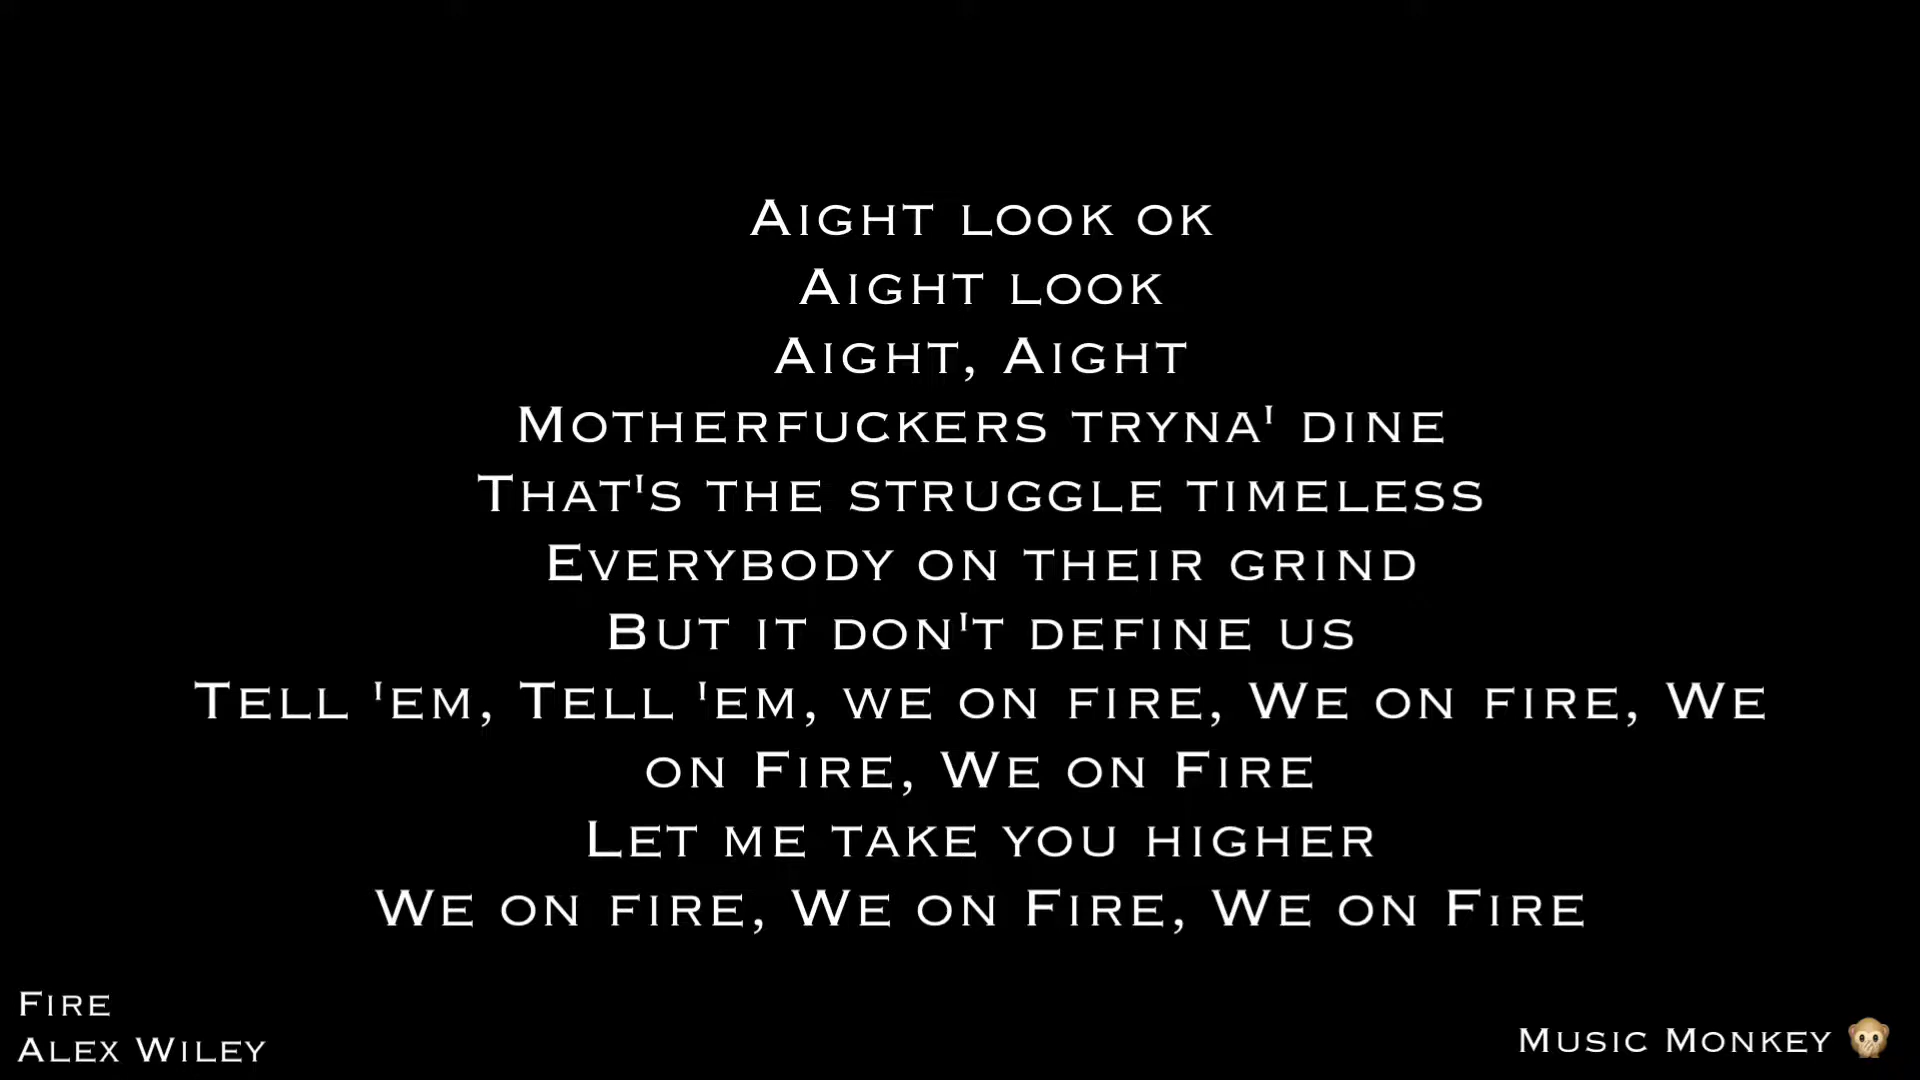 Aight look ok
Aight look
Aight, Aight
Motherfuckers tryna' dine
That's the struggle timeless
Everybody on their grind
But it don't define us
Tell 'em, Tell 'em, we on fire, We on fire, We
on Fire, We on Fire
Let me take you higher
We on fire, We on Fire, We on Fire
Fire
Alex Wiley
Music Monkey 🙊